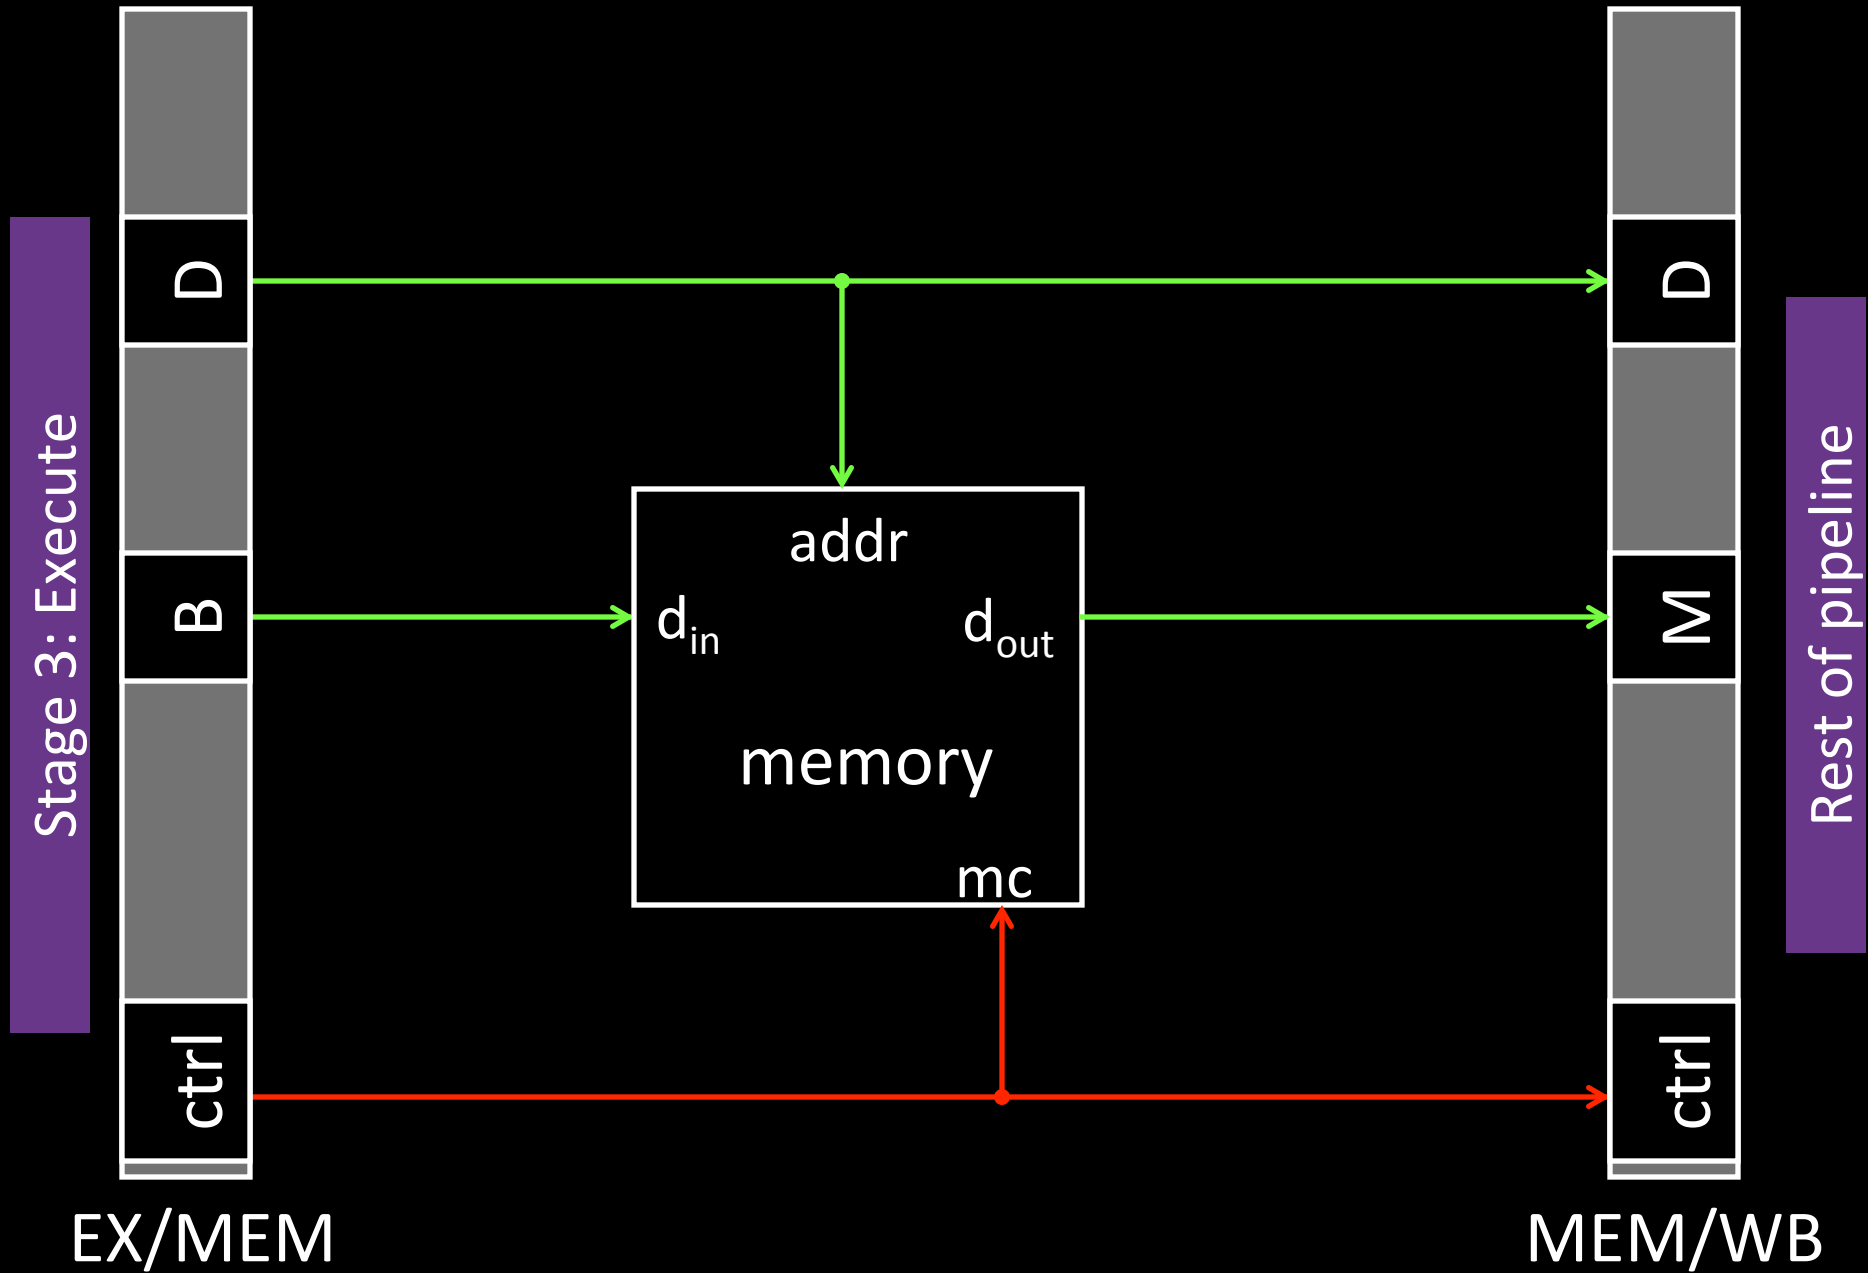 Stage 3: Execute
D
B
ctrl
EX/MEM
addr
din
dout
memory
mc
D
M
ctrl
MEM/WB
Rest of pipeline